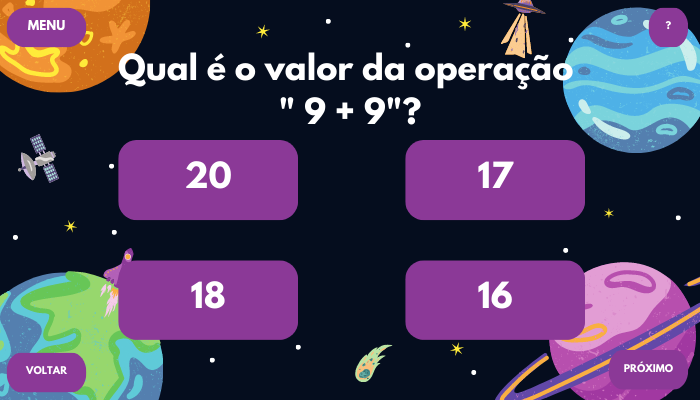 MENU
?
Qual é o valor da operação
" 9 + 9"?
20
17
18
16
VOLTAR
PRÓXIMO